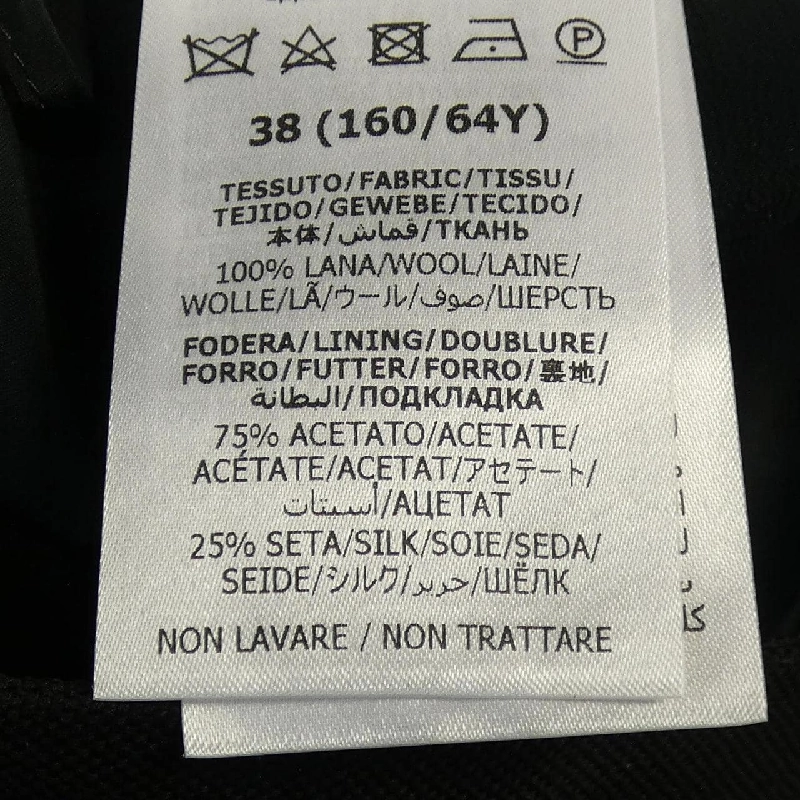 P
38 (160/64Y)
TESSUTO/FABRIC/TISSU/
TEJIDO/GEWEBE/TECIDO/
本体/قماش/ТКАНЬ
100% LANA/WOOL/LAINE/
WOLLE/LÃ/ウール/صوف/ШЕРСТЬ
FODERA/LINING/DOUBLURE/
FORRO/FUTTER/FORRO/裏地/
البطانة/ПОДКЛАДКА
75% ACETATO/ACETATE/
ACÉTATE/ACETAT/アセテート/
أسيتات/АЦЕТАТ
25% SETA/SILK/SOIE/SEDA/
SEIDE/シルク/حرير/ШЁЛК
NON LAVARE / NON TRATTARE